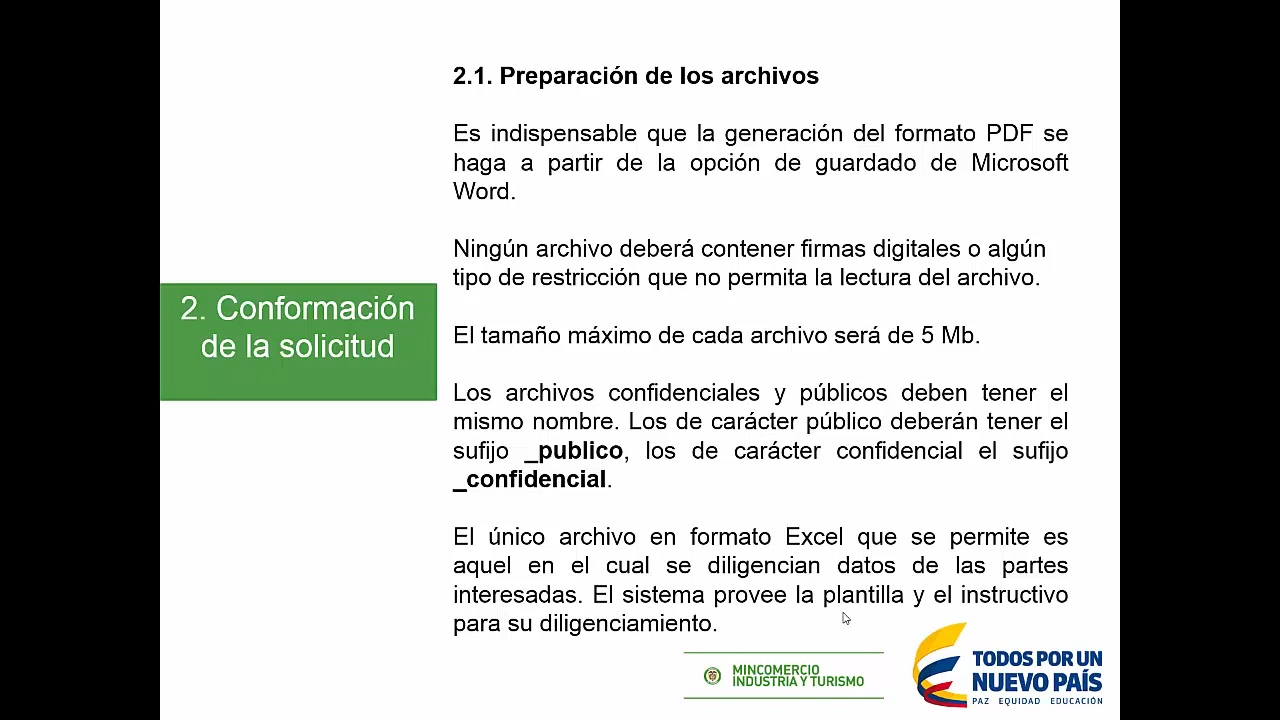 2.1. Preparación de los archivos
Es indispensable que la generación del formato PDF se
haga a partir de la opción de guardado de Microsoft
Word.
Ningún archivo deberá contener firmas digitales o algún
tipo de restricción que no permita la lectura del archivo.
2. Conformación
de la solicitud
El tamaño máximo de cada archivo será de 5 Mb.
Los archivos confidenciales y públicos deben tener el
mismo nombre. Los de carácter público deberán tener el
sufijo _publico, los de carácter confidencial el sufijo
_confidencial.
El único archivo en formato Excel que se permite es
aquel en el cual se diligencian datos de las partes
interesadas. El sistema provee la plantilla y el instructivo
para su diligenciamiento.
MINCOMERCIO
INDUSTRIA Y TURISMO
TODOS POR UN
NUEVO PAÍS
PAZ EQUIDAD EDUCACIÓN